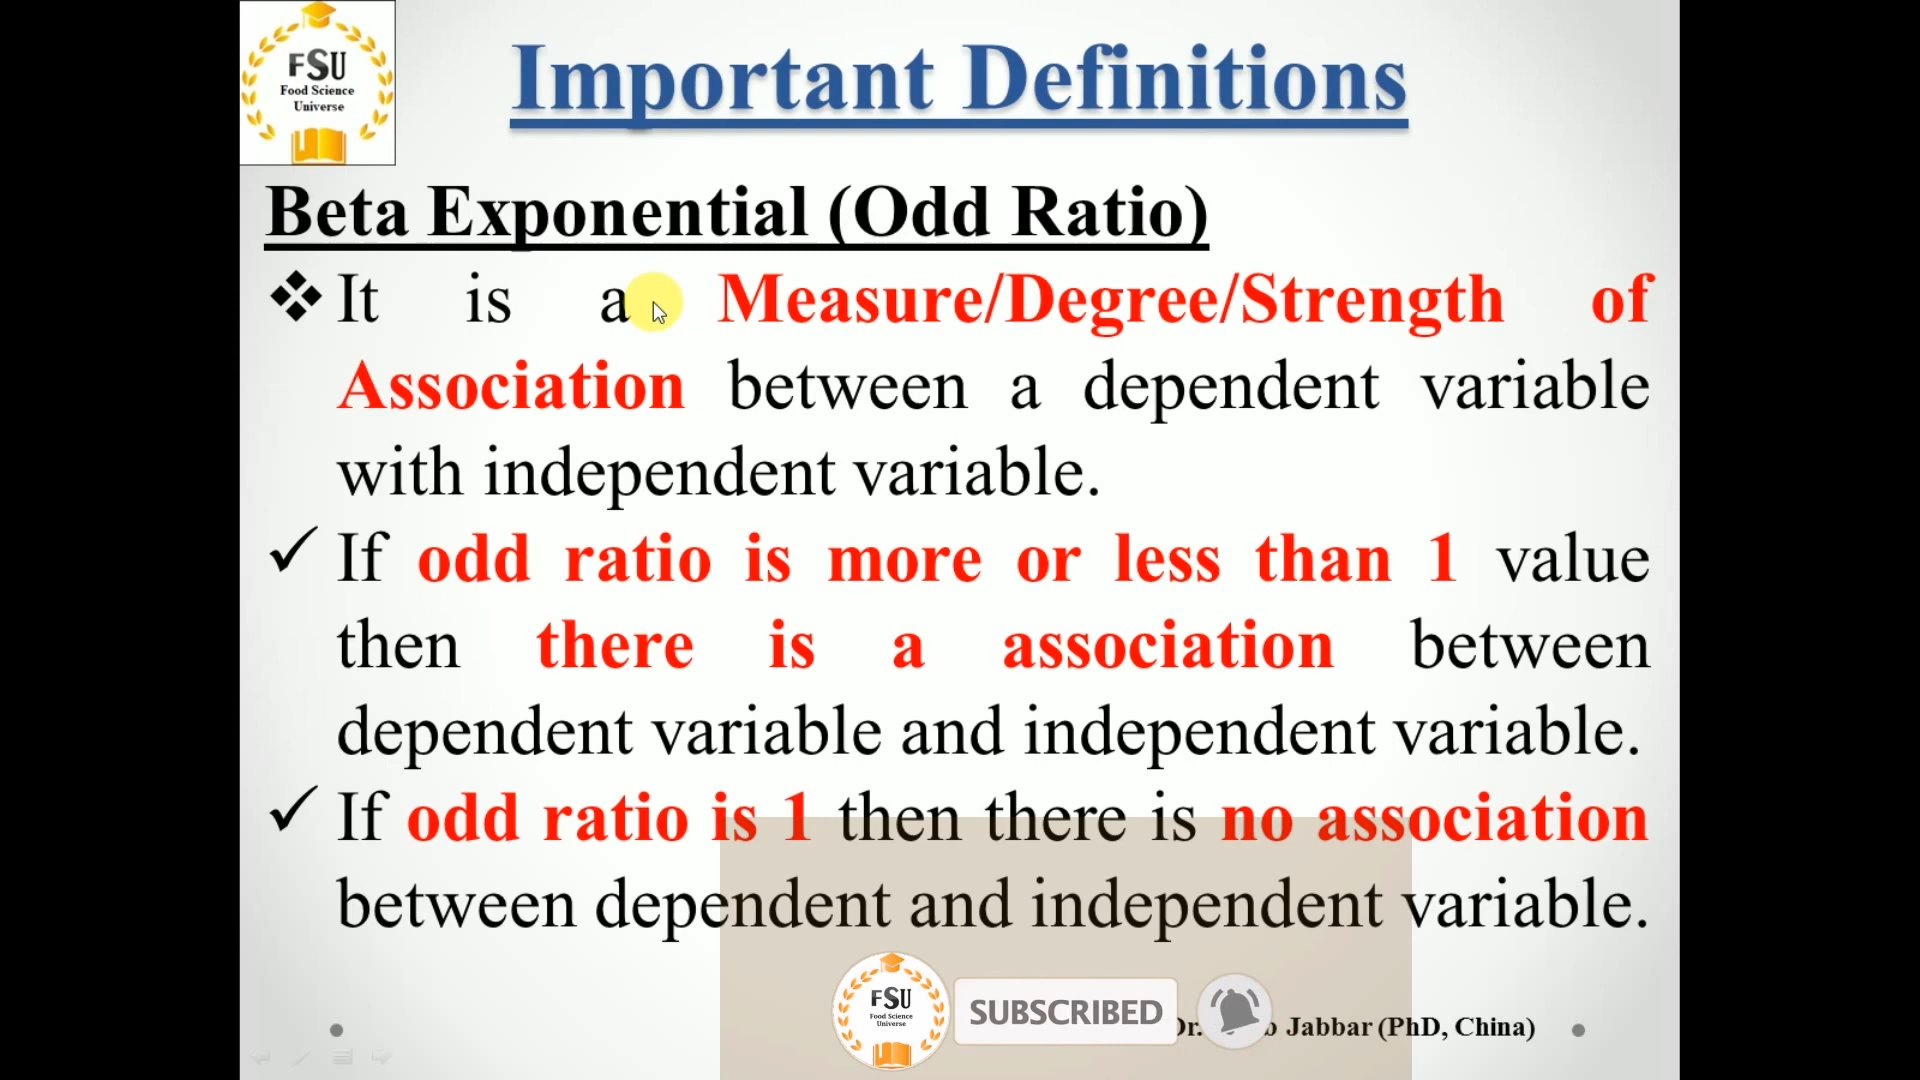 FSU
Food Science
Universe
Important Definitions
Beta Exponential (Odd Ratio)
❖ It is a Measure/Degree/Strength of
Association between a dependent variable
with independent variable.
✓ If odd ratio is more or less than 1 value
then there is a association between
dependent variable and independent variable.
✓ If odd ratio is 1 then there is no association
between dependent and independent variable.
FSU
Food Science
Universe
SUBSCRIBED
Dr. Jabbar (PhD, China)